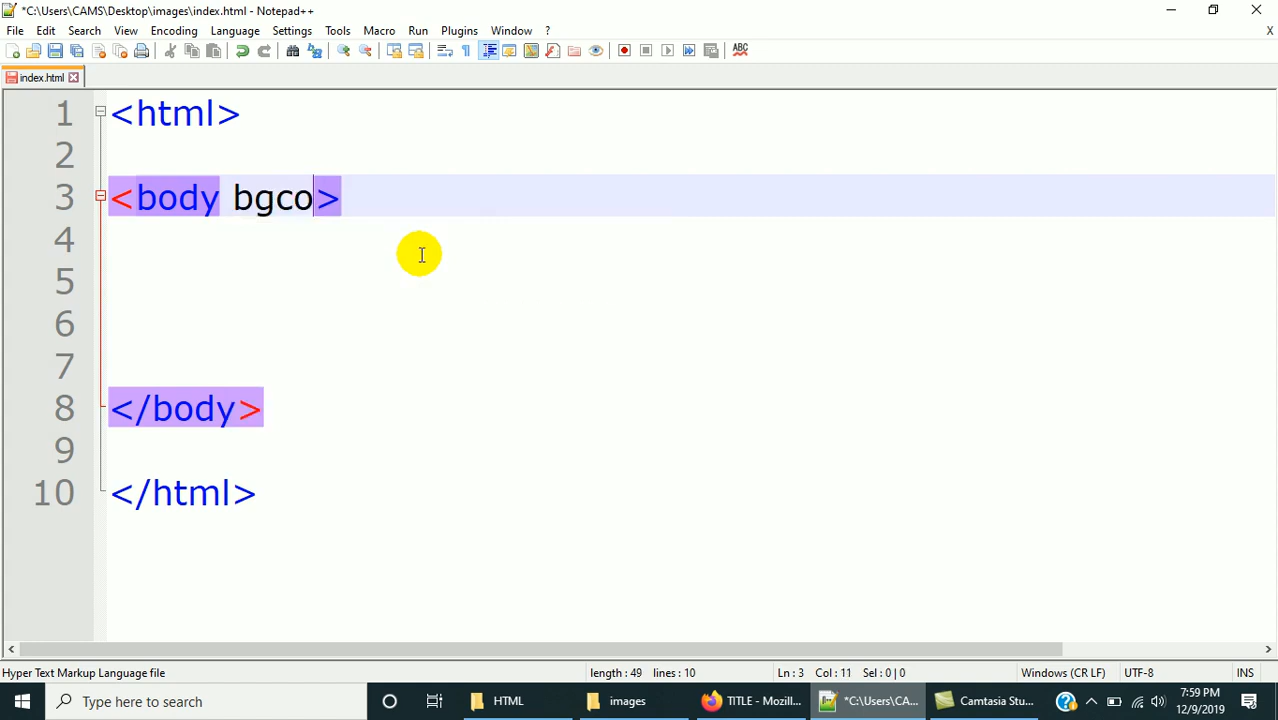 *C:\Users\CAMS\Desktop\images\index.html - Notepad++
File Edit Search View Encoding Language Settings Tools Macro Run Plugins Window ? X
index.html
1 <html>
2
3 <body bgco>
4
5
6
7
8 </body>
9
10 </html>
Hyper Text Markup Language file length : 49 lines : 10 Ln : 3 Col : 11 Sel : 0 | 0 Windows (CR LF) UTF-8 INS
Type here to search HTML images TITLE - Mozill... *C:\Users\CA... Camtasia Stu... 7:59 PM
12/9/2019